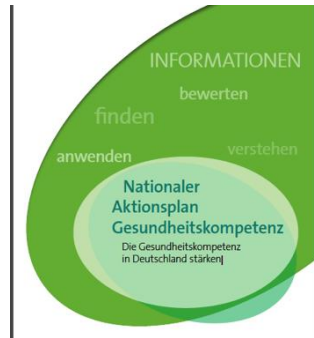 INFORMATIONEN
bewerten
finden
verstehen
anwenden
Nationaler
Aktionsplan
Gesundheitskompetenz
Die Gesundheitskompetenz
in Deutschland stärken